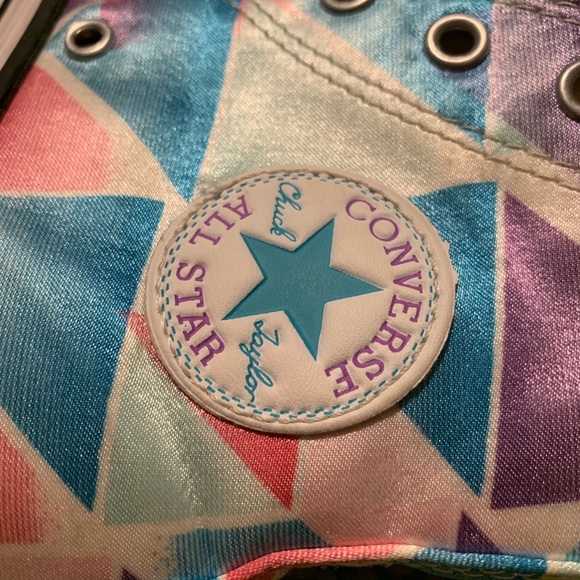 CONVERSE
ALL STAR
Chuck
Taylor